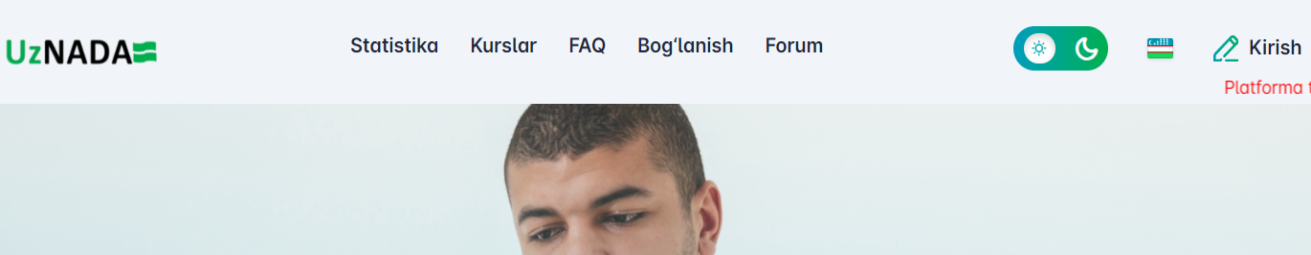 UzNADA
Statistika Kurslar FAQ Bog‘lanish Forum
Kirish
Platforma